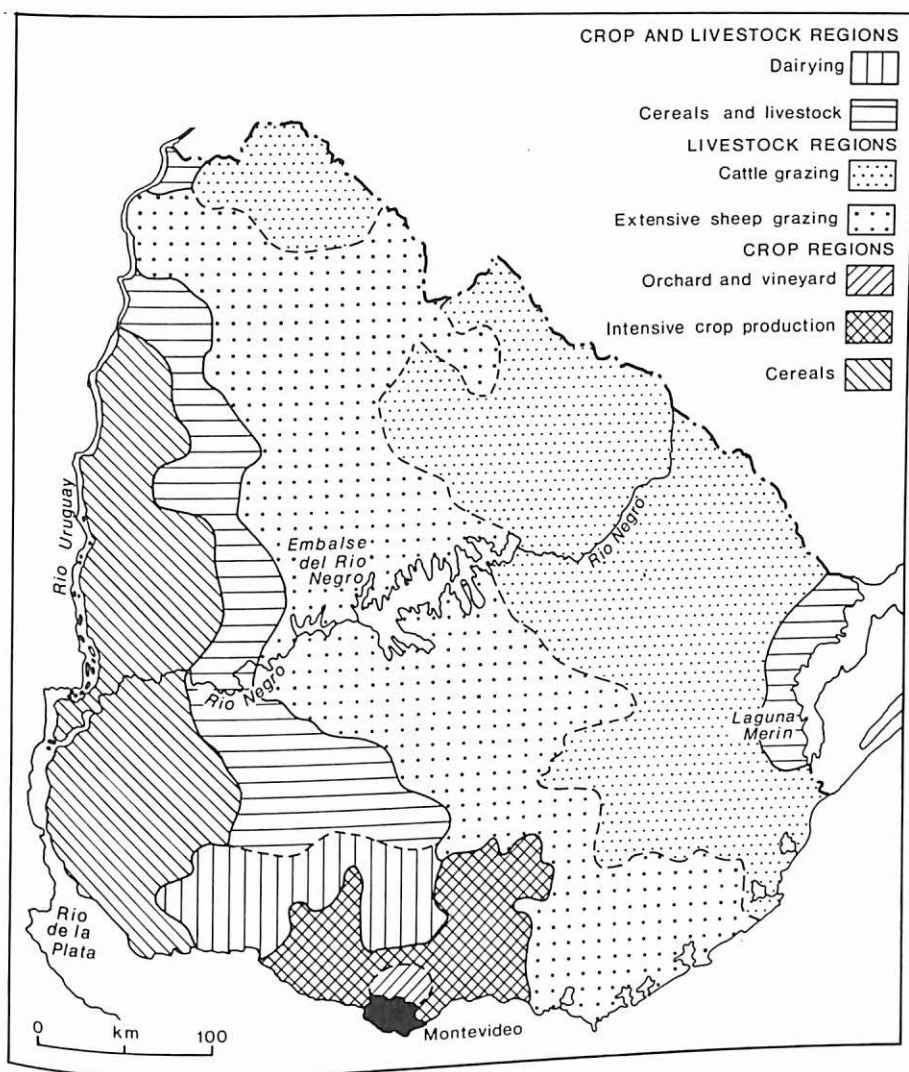 CROP AND LIVESTOCK REGIONS
Dairying
Cereals and livestock
LIVESTOCK REGIONS
Cattle grazing
Extensive sheep grazing
CROP REGIONS
Orchard and vineyard
Intensive crop production
Cereals
Rio Uruguay
Embalse
del Rio
Negro
Rio Negro
Rio Negro
Laguna
Merin
Rio
de la
Plata
0 km 100
Montevideo